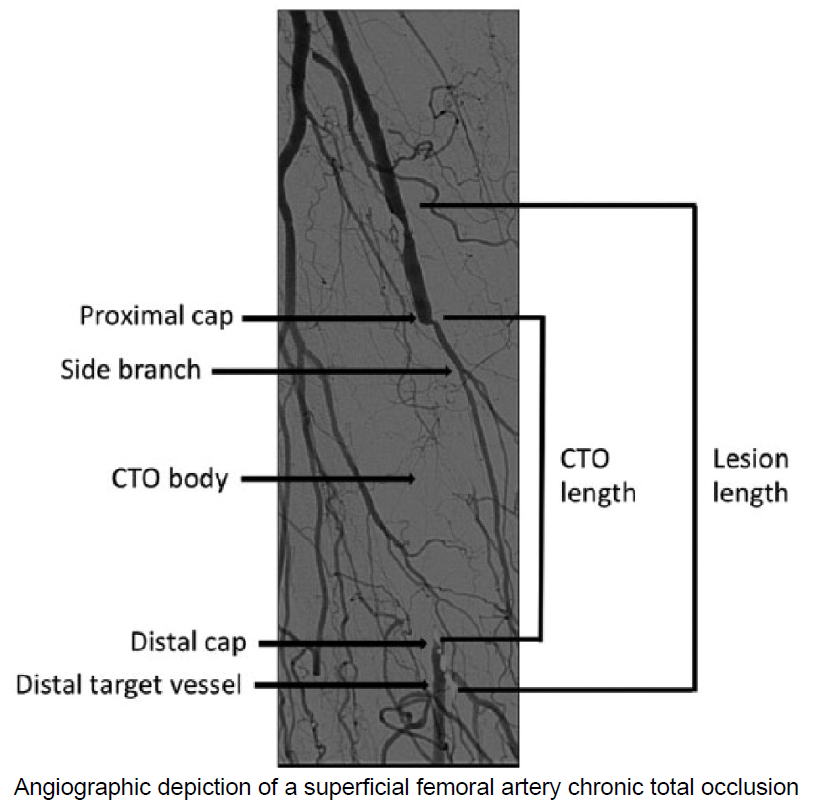 Proximal cap
Side branch
CTO body
CTO
length
Lesion
length
Distal cap
Distal target vessel
Angiographic depiction of a superficial femoral artery chronic total occlusion